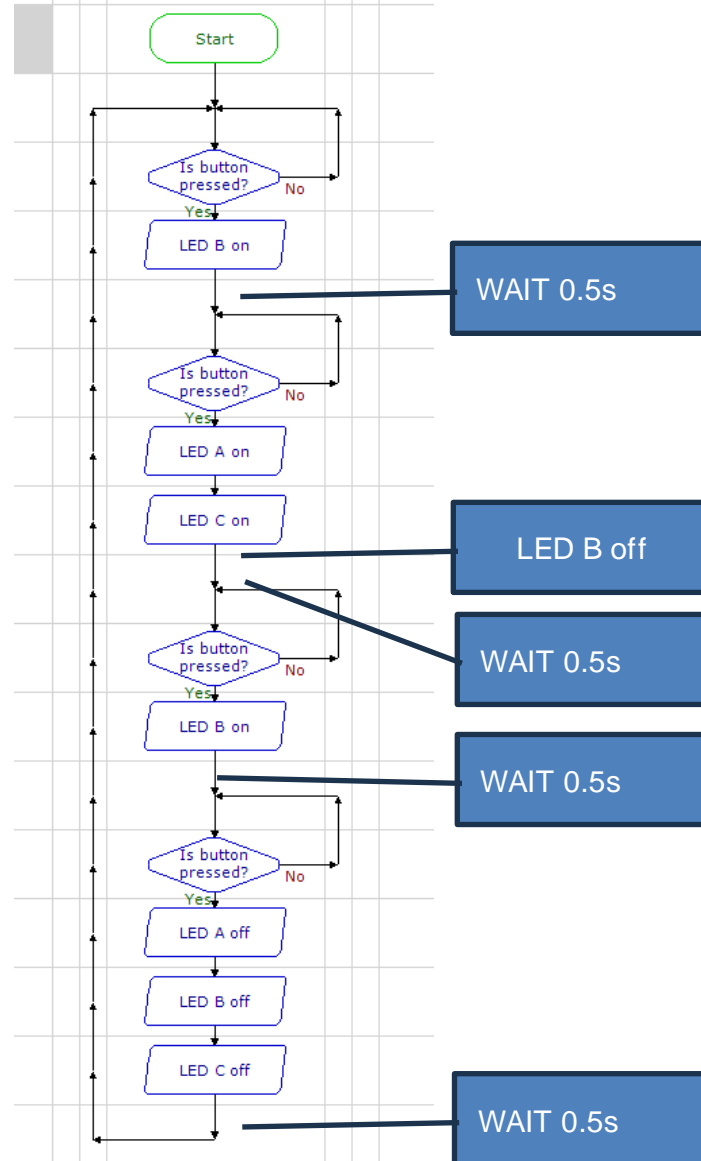 Start
Is button
pressed?
No
Yes
LED B on
WAIT 0.5s
Is button
pressed?
No
Yes
LED A on
LED C on
LED B off
WAIT 0.5s
Is button
pressed?
No
Yes
LED B on
WAIT 0.5s
Is button
pressed?
No
Yes
LED A off
LED B off
LED C off
WAIT 0.5s